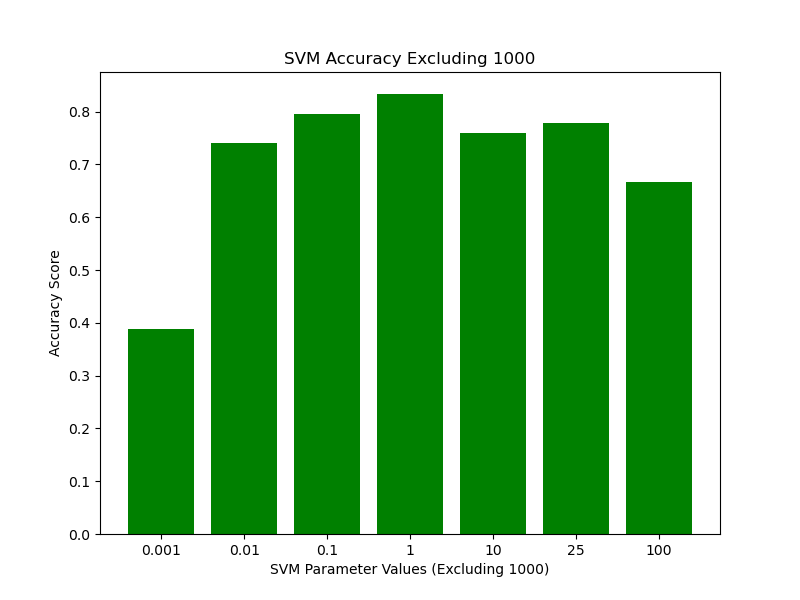 SVM Accuracy Excluding 1000
Accuracy Score
0.8
0.7
0.6
0.5
0.4
0.3
0.2
0.1
0.0
0.001 0.01 0.1 1 10 25 100
SVM Parameter Values (Excluding 1000)